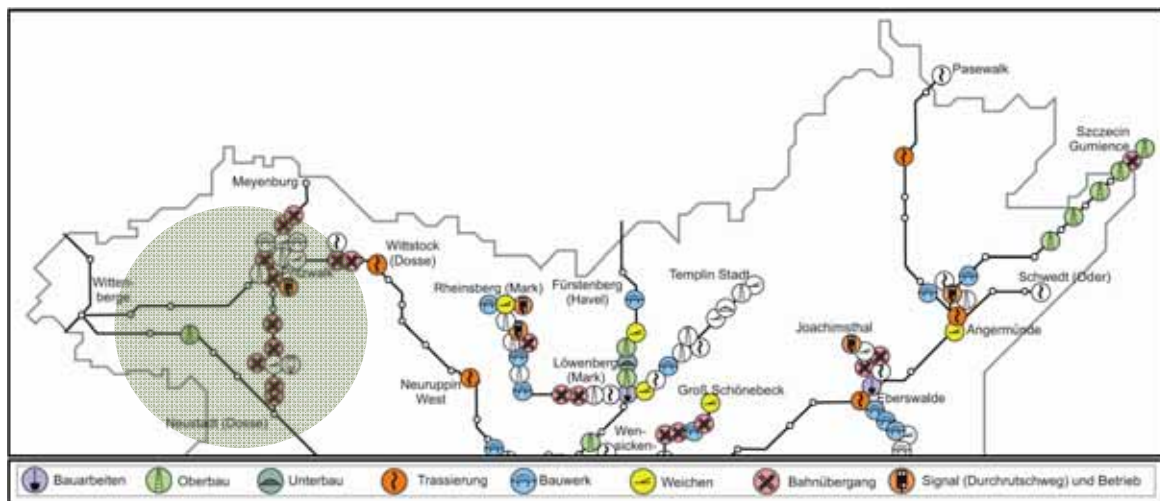 Pasewalk
Szczecin
Gumience
Meyenburg
Wittstock
(Dosse)
Witten-
berge
Rheinsberg (Mark)
Fürstenberg
(Havel)
Templin Stadt
Schwedt (Oder)
Joachimsthal
Angermünde
Löwenberg
(Mark)
Neuruppin
West
Groß Schönebeck
Eberswalde
Neustadt (Dosse)
Wen-
sicken-
Bauarbeiten
Oberbau
Unterbau
Trassierung
Bauwerk
Weichen
Bahnübergang
Signal (Durchrutschweg) und Betrieb